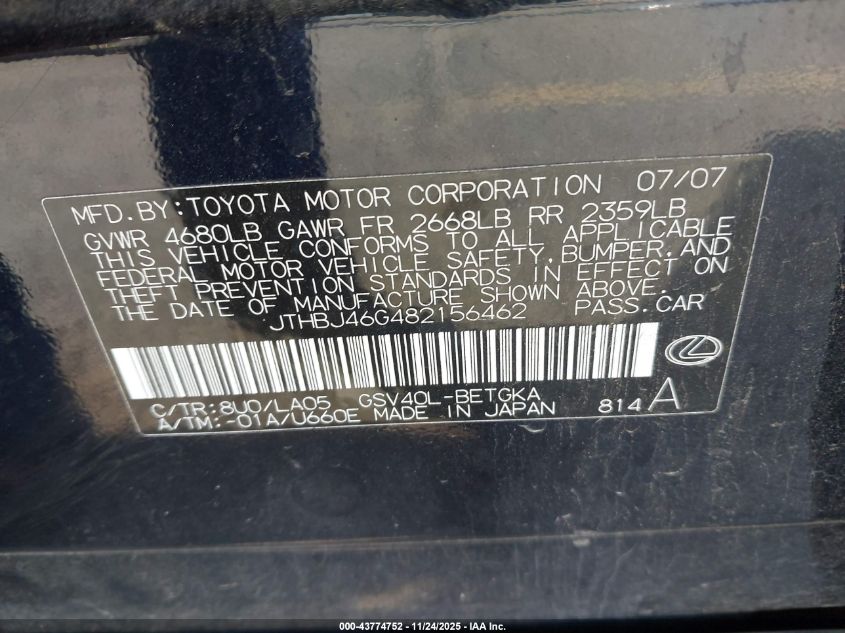 MFD. BY: TOYOTA MOTOR CORPORATION 07/07
GVWR 4680LB GAWR FR 2668LB RR 2359LB
THIS VEHICLE CONFORMS TO ALL APPLICABLE
FEDERAL MOTOR VEHICLE SAFETY, BUMPER, AND
THEFT PREVENTION STANDARDS IN EFFECT ON
THE DATE OF MANUFACTURE SHOWN ABOVE.
JTHBJ46G482156462 PASS. CAR
C/TR: 8U0/LA05 GSV40L-BETGKA
A/TM: -01A/U660E MADE IN JAPAN 814 A
000-43774752 - 11/24/2025 - IAA Inc.